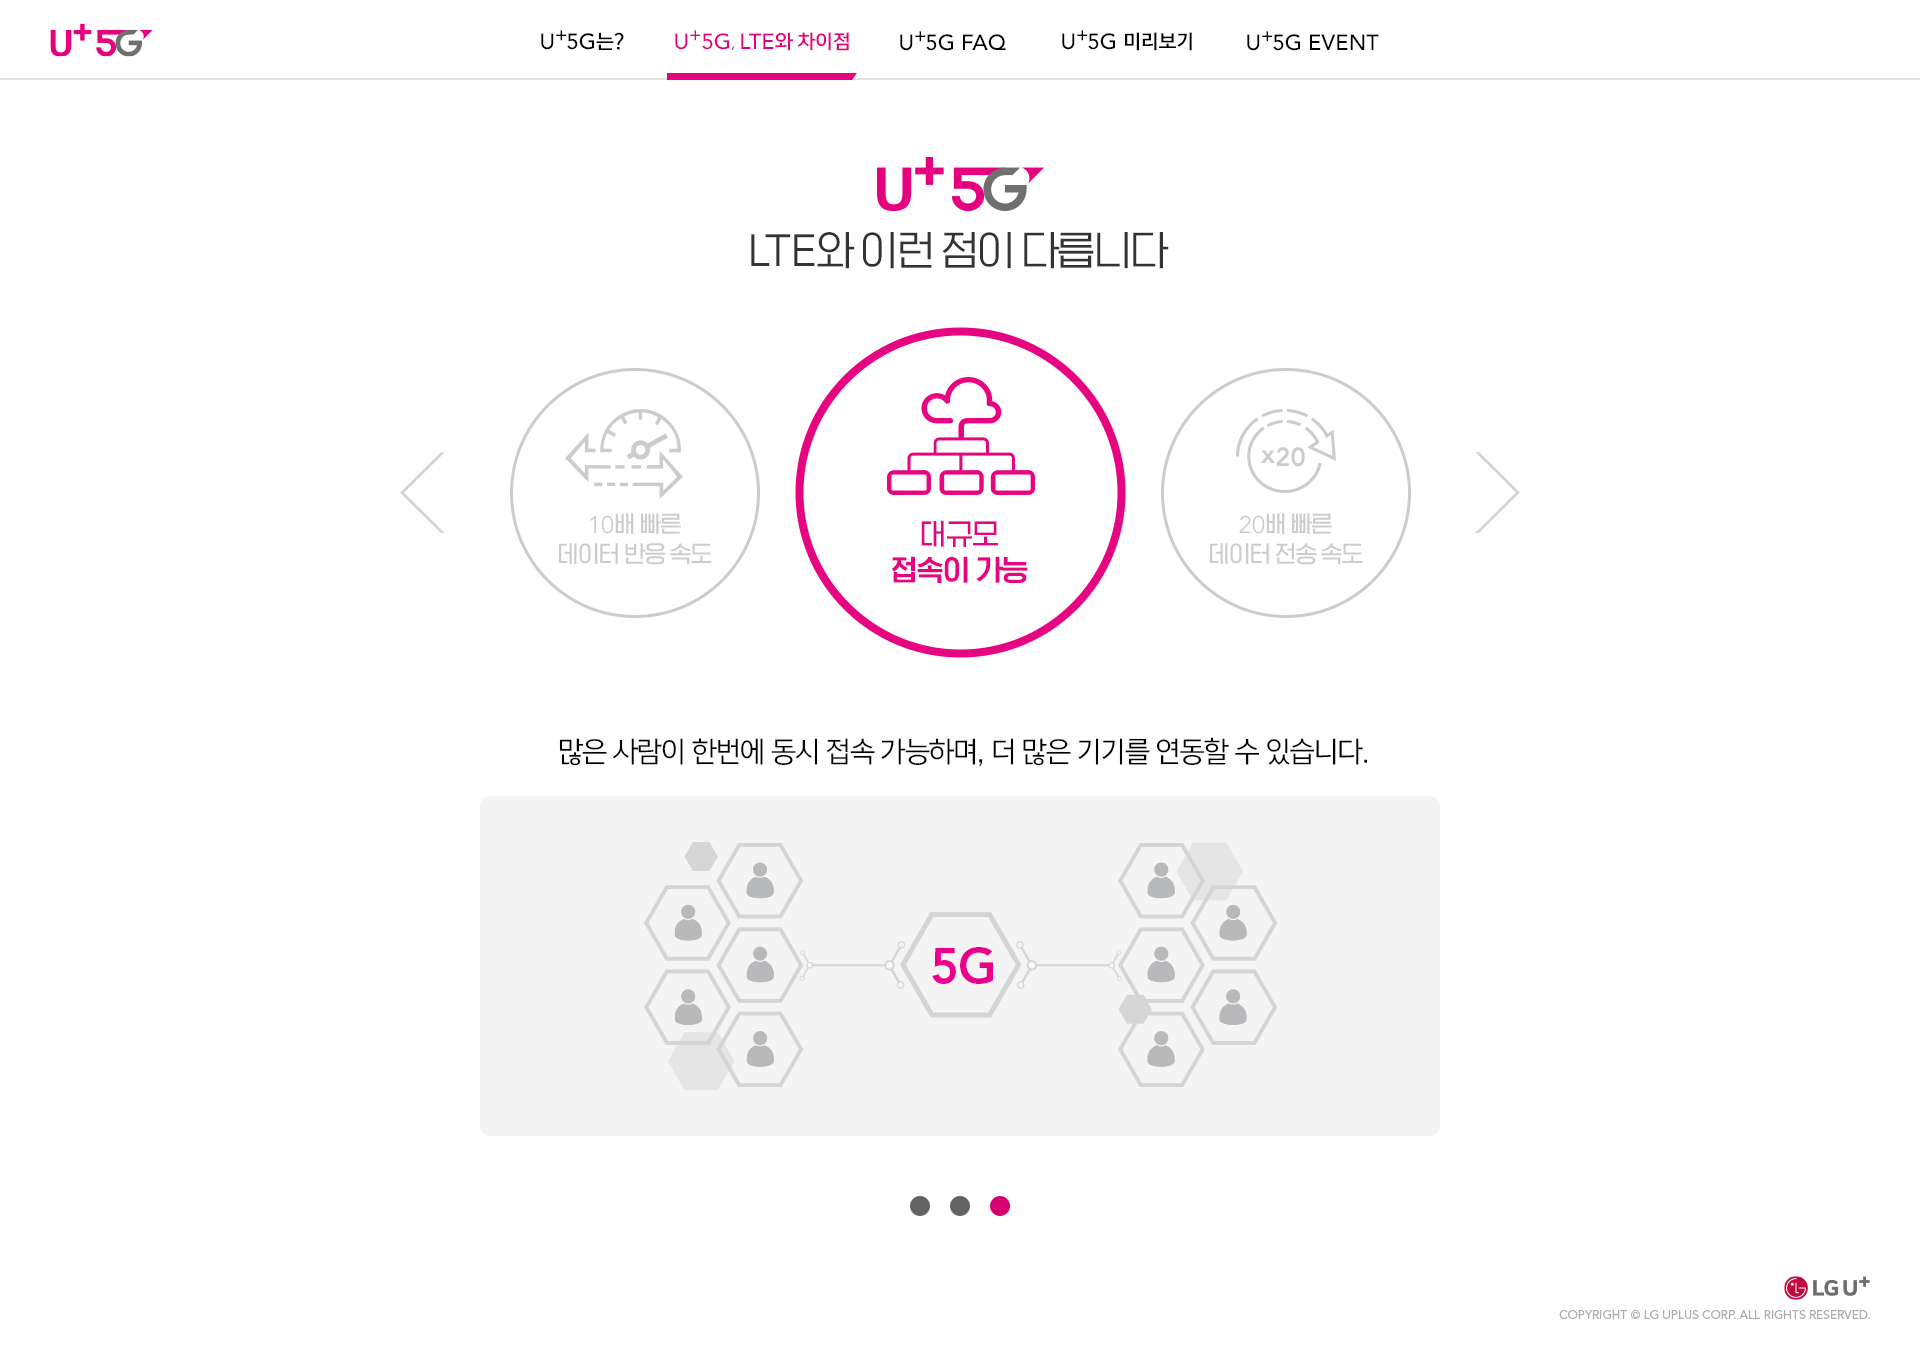 U+5G
U+5G는?
U+5G, LTE와 차이점
U+5G FAQ
U+5G 미리보기
U+5G EVENT
U+5G
LTE와 이런 점이 다릅니다
10배 빠른
데이터 반응 속도
대규모
접속이 가능
x20
20배 빠른
데이터 전송 속도
많은 사람이 한번에 동시 접속 가능하며, 더 많은 기기를 연동할 수 있습니다.
5G
LG U+
COPYRIGHT © LG UPLUS CORP. ALL RIGHTS RESERVED.